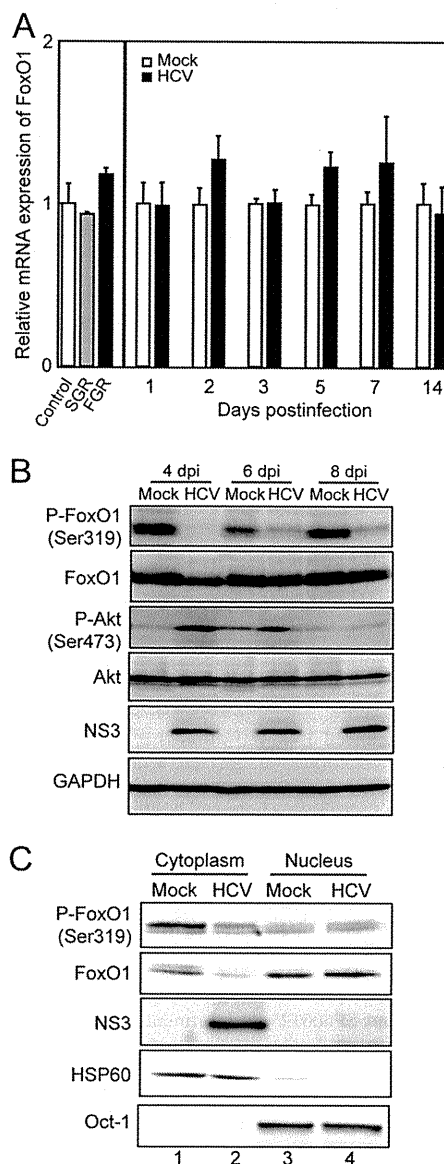 A
Relative mRNA expression of FoxO1
2
1
0
Mock
HCV
Control
SGR
FGR
1 2 3 5 7 14
Days postinfection
B
4 dpi 6 dpi 8 dpi
Mock HCV Mock HCV Mock HCV
P-FoxO1
(Ser319)
FoxO1
P-Akt
(Ser473)
Akt
NS3
GAPDH
C
Cytoplasm Nucleus
Mock HCV Mock HCV
P-FoxO1
(Ser319)
FoxO1
NS3
HSP60
Oct-1
1 2 3 4